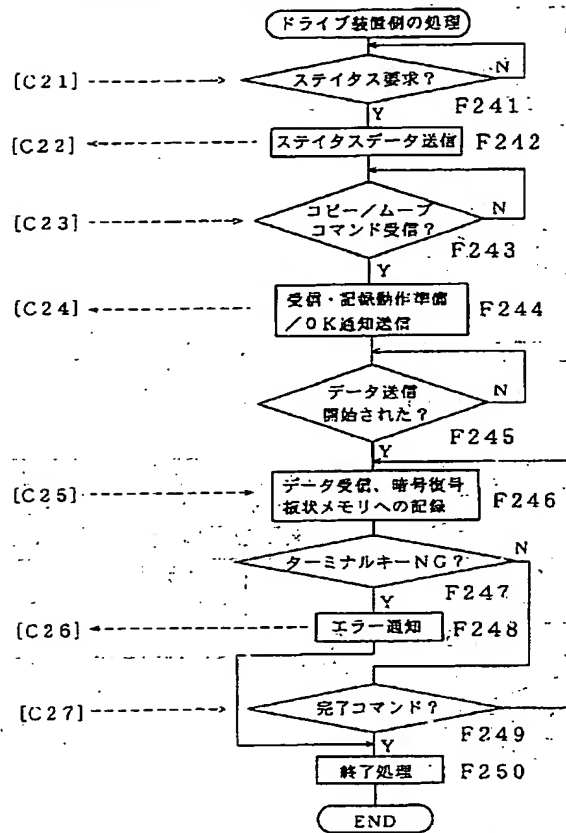 ドライブ装置側の処理
N
[C21]
ステイタス要求？
F241
Y
[C22]
ステイタスデータ送信
F242
[C23]
コピー／ムーブ
コマンド受信？
N
F243
Y
[C24]
受信・記録動作準備
／OK通知送信
F244
データ送信
開始された？
N
F245
Y
[C25]
データ受信、暗号復号
板状メモリへの記録
F246
N
ターミナルキーNG？
F247
Y
[C26]
エラー通知
F248
[C27]
完了コマンド？
F249
Y
終了処理
F250
END